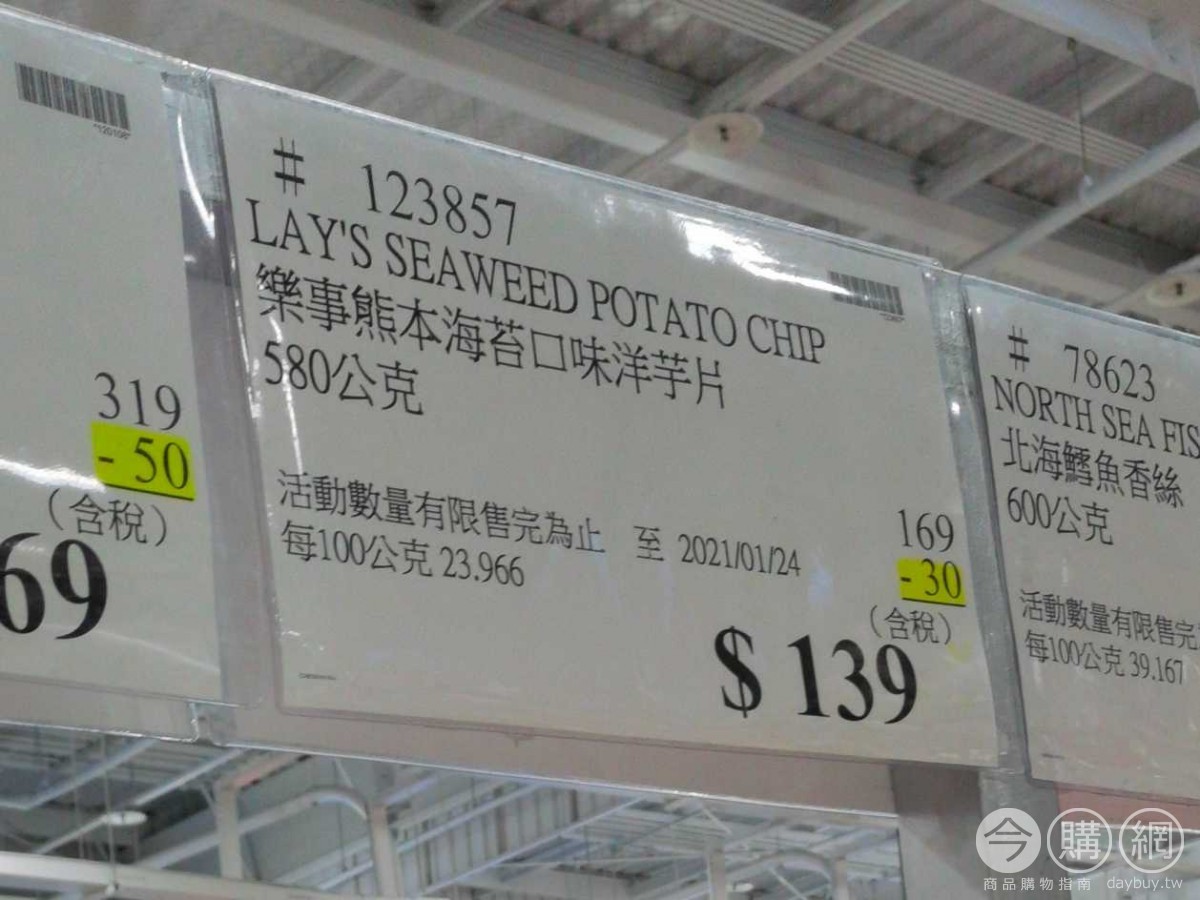 "120108"
319
- 50
(含稅)
69
# 123857
LAY'S SEAWEED POTATO CHIP
樂事熊本海苔口味洋芋片
580公克
活動數量有限售完為止 至 2021/01/24
每100公克 23.966
169
- 30
(含稅)
$ 139
# 78623
NORTH SEA FIS
北海鱈魚香絲
600公克
活動數量有限售完
每100公克 39.167
今購網
商品購物指南 daybuy.tw